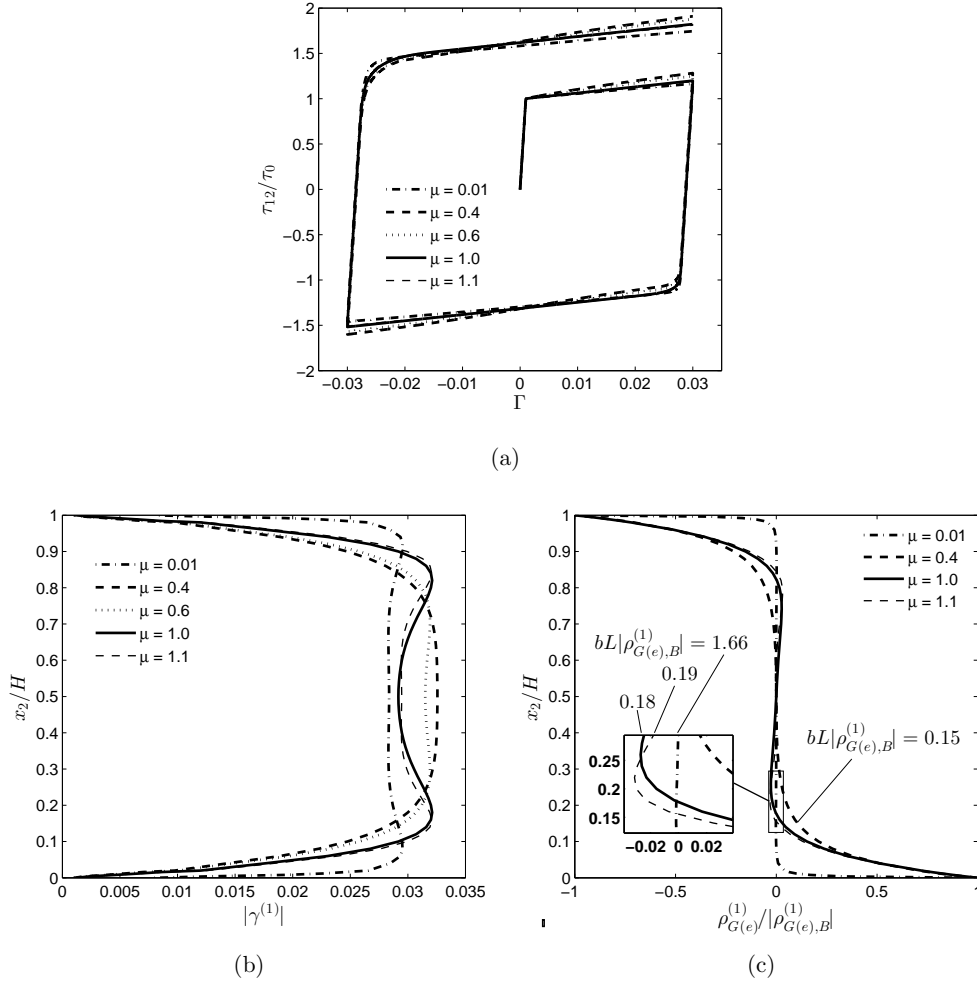 2
1.5
1
0.5
0
−0.5
−1
−1.5
−2
τ12/τ0
μ = 0.01
μ = 0.4
μ = 0.6
μ = 1.0
μ = 1.1
−0.03 −0.02 −0.01 0 0.01 0.02 0.03
Γ
(a)
1
0.9
0.8
0.7
0.6
0.5
0.4
0.3
0.2
0.1
0
x2/H
μ = 0.01
μ = 0.4
μ = 0.6
μ = 1.0
μ = 1.1
0 0.005 0.01 0.015 0.02 0.025 0.03 0.035
|γ(1)|
(b)
1
0.9
0.8
0.7
0.6
0.5
0.4
0.3
0.2
0.1
0
x2/H
μ = 0.01
μ = 0.4
μ = 1.0
μ = 1.1
bL|ρ(1)G(e),B| = 1.66
0.19
0.18
bL|ρ(1)G(e),B| = 0.15
0.25
0.2
0.15
−0.02 0 0.02
−1 −0.5 0 0.5 1
ρ(1)G(e)/|ρ(1)G(e),B|
(c)